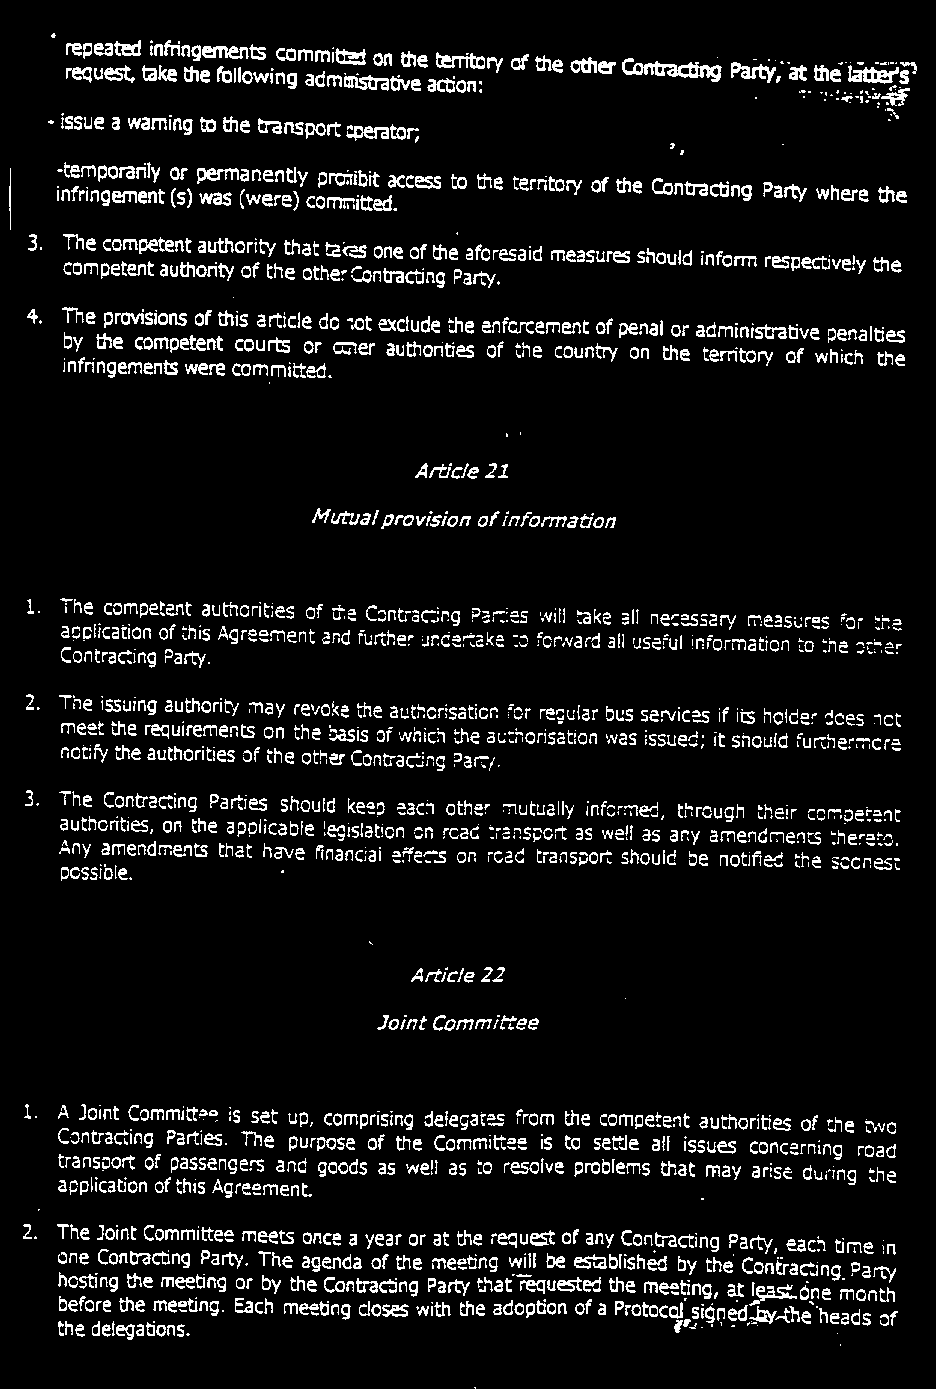 repeated infringements committed on the territory of the other Contracting Party, at the latter's
request, take the following administrative action:
- issue a warning to the transport operator;
-temporarily or permanently prohibit access to the territory of the Contracting Party where the
infringement (s) was (were) committed.
3. The competent authority that takes one of the aforesaid measures should inform respectively the
competent authority of the other Contracting Party.
4. The provisions of this article do not exclude the enforcement of penal or administrative penalties
by the competent courts or other authorities of the country on the territory of which the
infringements were committed.
Article 21
Mutual provision of information
1. The competent authorities of the Contracting Parties will take all necessary measures for the
application of this Agreement and further undertake to forward all useful information to the other
Contracting Party.
2. The issuing authority may revoke the authorisation for regular bus services if its holder does not
meet the requirements on the basis of which the authorisation was issued; it should furthermore
notify the authorities of the other Contracting Party.
3. The Contracting Parties should keep each other mutually informed, through their competent
authorities, on the applicable legislation on road transport as well as any amendments thereto.
Any amendments that have financial effects on road transport should be notified the soonest
possible.
Article 22
Joint Committee
1. A Joint Committee is set up, comprising delegates from the competent authorities of the two
Contracting Parties. The purpose of the Committee is to settle all issues concerning road
transport of passengers and goods as well as to resolve problems that may arise during the
application of this Agreement.
2. The Joint Committee meets once a year or at the request of any Contracting Party, each time in
one Contracting Party. The agenda of the meeting will be established by the Contracting Party
hosting the meeting or by the Contracting Party that requested the meeting, at least one month
before the meeting. Each meeting closes with the adoption of a Protocol signed by the heads of
the delegations.